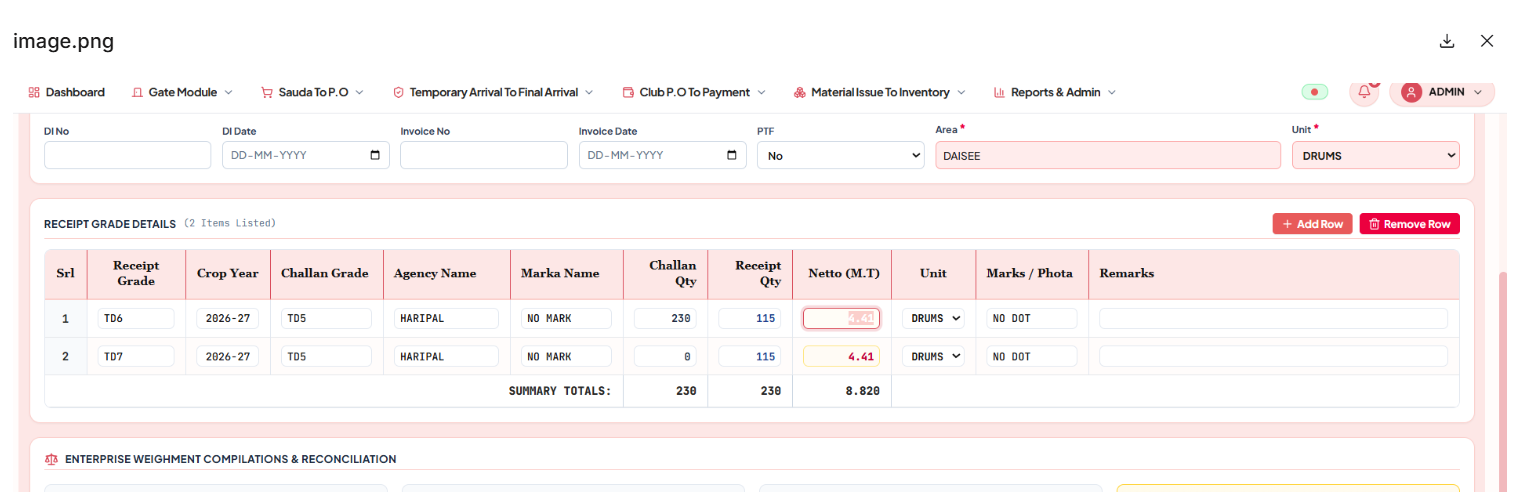 image.png
Dashboard Gate Module Sauda To P.O Temporary Arrival To Final Arrival Club P.O To Payment Material Issue To Inventory Reports & Admin ADMIN
DI No DI Date Invoice No Invoice Date PTF Area * Unit *
DD-MM-YYYY DD-MM-YYYY No DAISEE DRUMS
RECEIPT GRADE DETAILS (2 Items Listed) + Add Row Remove Row
Srl Receipt Grade Crop Year Challan Grade Agency Name Marka Name Challan Qty Receipt Qty Netto (M.T) Unit Marks / Phota Remarks
1 TD6 2026-27 TD5 HARIPAL NO MARK 230 115 4.41 DRUMS NO DOT
2 TD7 2026-27 TD5 HARIPAL NO MARK 0 115 4.41 DRUMS NO DOT
SUMMARY TOTALS: 230 230 8.820
ENTERPRISE WEIGHMENT COMPILATIONS & RECONCILIATION